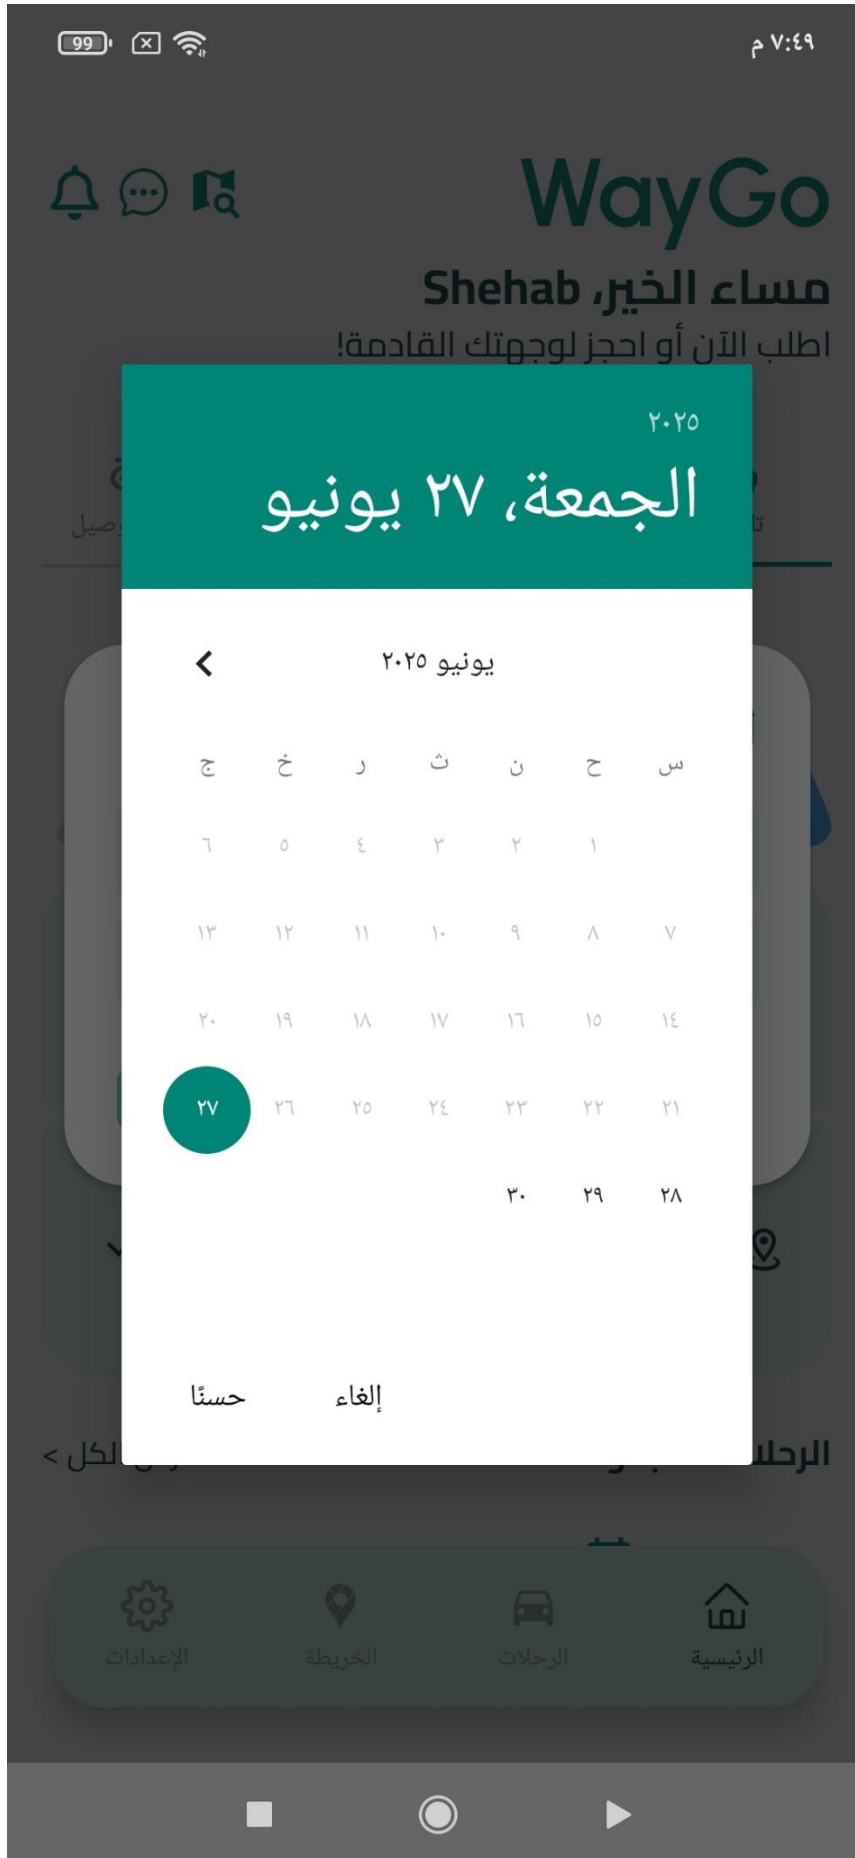 ٧:٤٩ م
99
WayGo
مساء الخير، Shehab
اطلب الآن أو احجز لوجهتك القادمة!
٢٠٢٥
الجمعة، ٢٧ يونيو
يونيو ٢٠٢٥
س ح ن ث ر خ ج
١ ٢ ٣ ٤ ٥ ٦
٧ ٨ ٩ ١٠ ١١ ١٢ ١٣
١٤ ١٥ ١٦ ١٧ ١٨ ١٩ ٢٠
٢١ ٢٢ ٢٣ ٢٤ ٢٥ ٢٦ ٢٧
٢٨ ٢٩ ٣٠
إلغاء حسنًا
الرئيسية الرحلات الخريطة الإعدادات